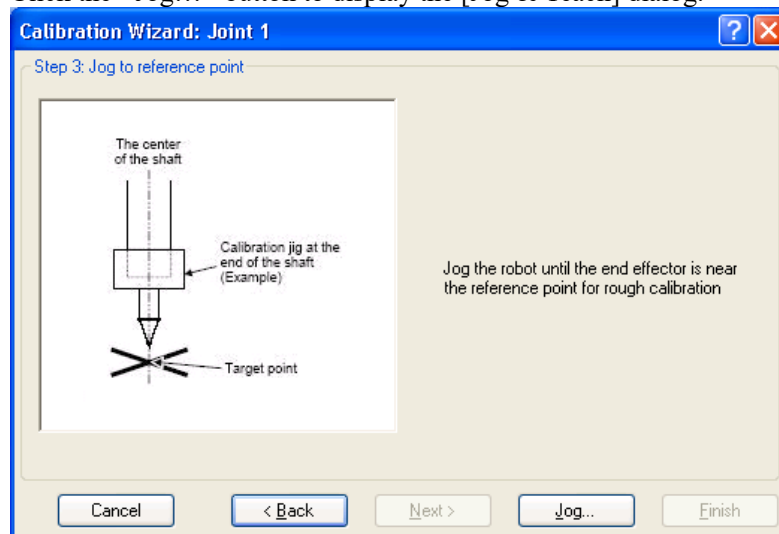 Calibration Wizard: Joint 1
Step 3: Jog to reference point
The center
of the shaft
Calibration jig at the
end of the shaft
(Example)
Target point
Jog the robot until the end effector is near
the reference point for rough calibration
Cancel
< Back
Next >
Jog...
Finish